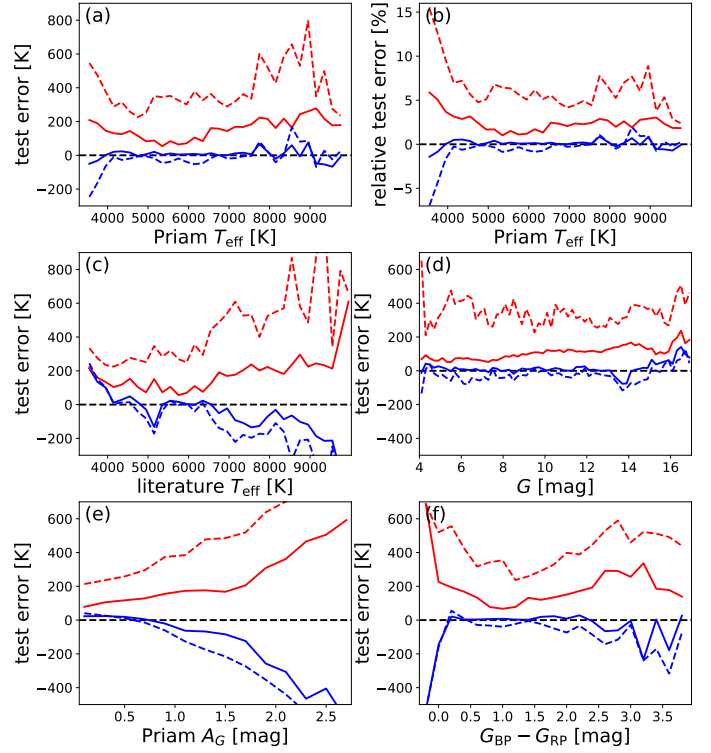 (a)
test error [K]
800
600
400
200
0
−200
4000 5000 6000 7000 8000 9000
Priam Teff [K]
(b)
relative test error [%]
15
10
5
0
−5
4000 5000 6000 7000 8000 9000
Priam Teff [K]
(c)
test error [K]
800
600
400
200
0
−200
4000 5000 6000 7000 8000 9000
literature Teff [K]
(d)
test error [K]
600
400
200
0
−200
−400
4 6 8 10 12 14 16
G [mag]
(e)
test error [K]
600
400
200
0
−200
−400
0.5 1.0 1.5 2.0 2.5
Priam AG [mag]
(f)
test error [K]
600
400
200
0
−200
−400
0.0 0.5 1.0 1.5 2.0 2.5 3.0 3.5
GBP − GRP [mag]